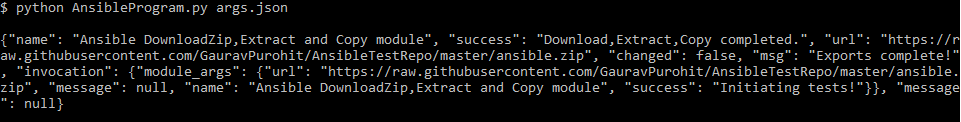 $ python AnsibleProgram.py args.json
{"name": "Ansible DownloadZip,Extract and Copy module", "success": "Download,Extract,Copy completed.", "url": "https://r
aw.githubusercontent.com/GauravPurohit/AnsibleTestRepo/master/ansible.zip", "changed": false, "msg": "Exports complete!"
, "invocation": {"module_args": {"url": "https://raw.githubusercontent.com/GauravPurohit/AnsibleTestRepo/master/ansible.
zip", "message": null, "name": "Ansible DownloadZip,Extract and Copy module", "success": "Initiating tests!"}}, "message
": null}